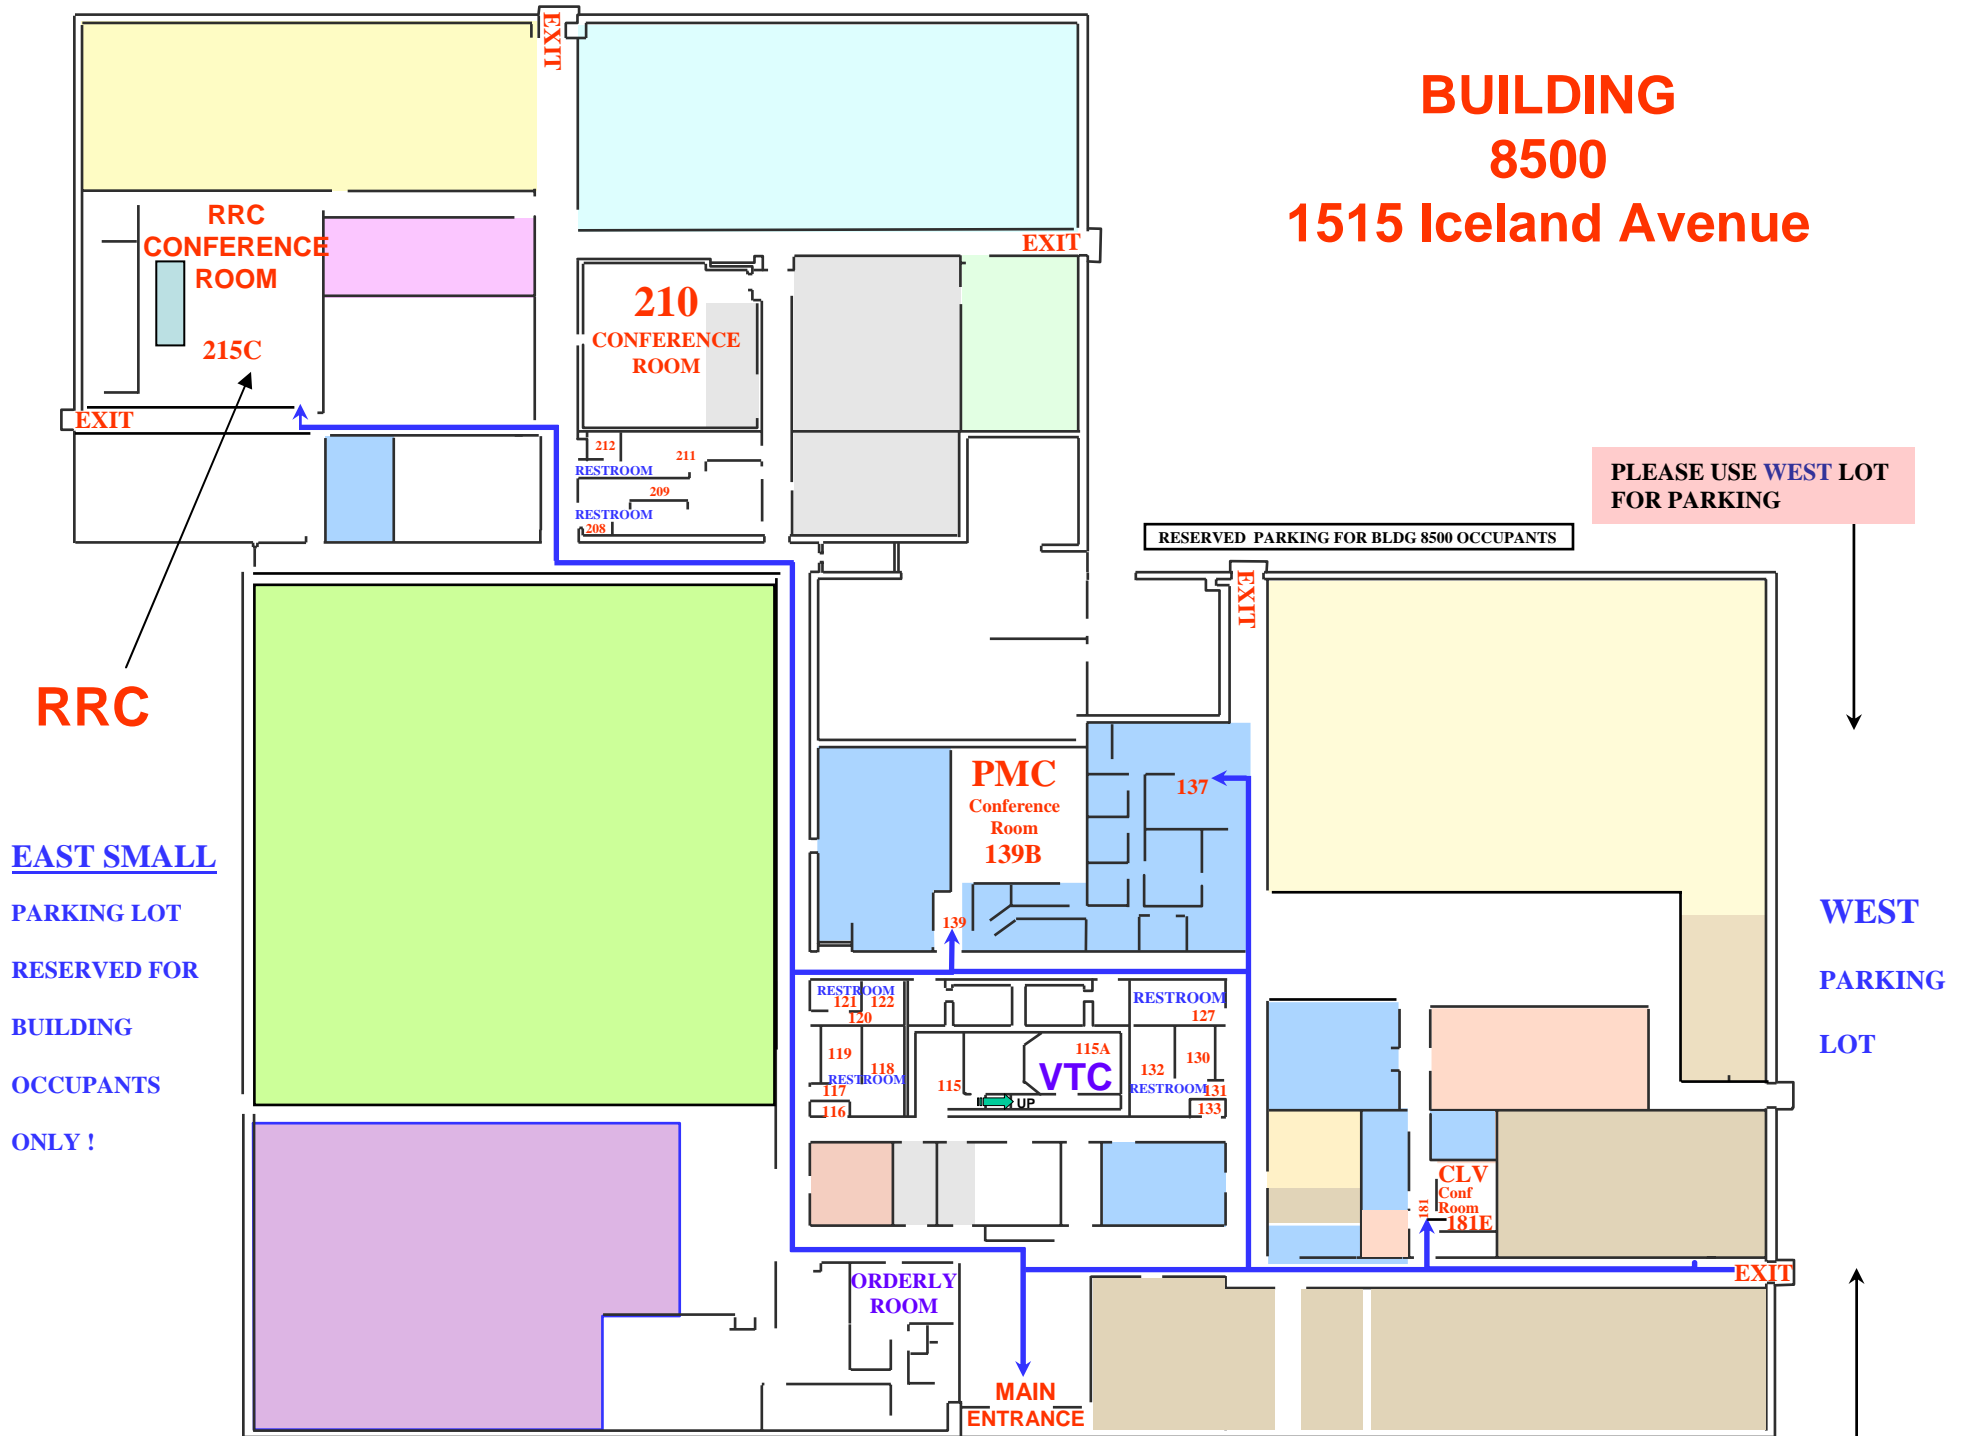 EXIT
BUILDING
8500
1515 Iceland Avenue
RRC
CONFERENCE
ROOM
215C
EXIT
210
CONFERENCE
ROOM
EXIT
212
211
RESTROOM
209
RESTROOM
208
PLEASE USE WEST LOT
FOR PARKING
RESERVED PARKING FOR BLDG 8500 OCCUPANTS
EXIT
RRC
PMC
Conference
Room
139B
137
139
EAST SMALL
PARKING LOT
RESERVED FOR
BUILDING
OCCUPANTS
ONLY !
WEST
PARKING
LOT
RESTROOM
121 122
120
119
118
RESTROOM
117
116
115
115A
VTC
UP
RESTROOM
127
132
130
RESTROOM
131
133
CLV
Conf
Room
181E
181
EXIT
ORDERLY
ROOM
MAIN
ENTRANCE